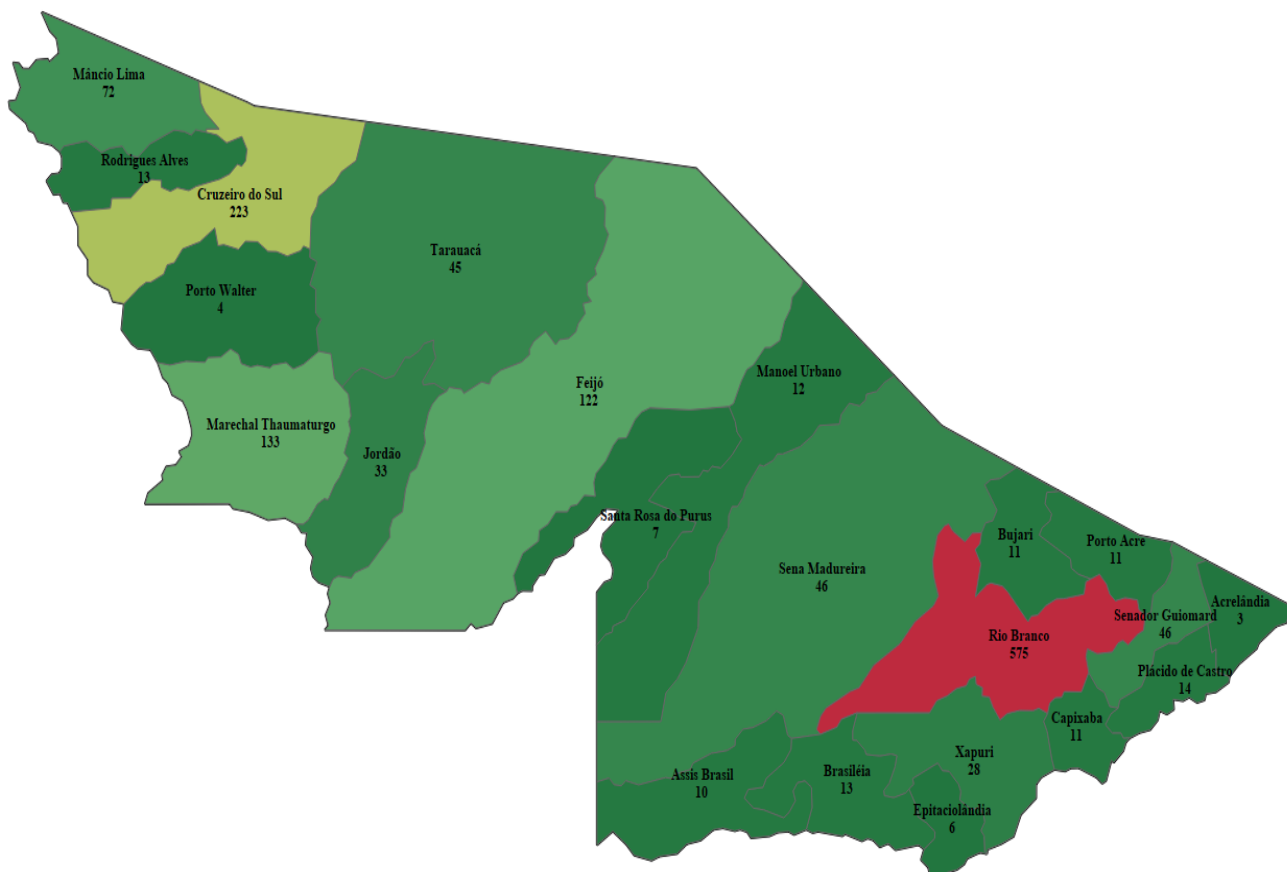 Máncio Lima
72
Rodrigues Alves
13
Cruzeiro do Sul
223
Tarauacá
45
Porto Walter
4
Feijó
122
Manoel Urbano
12
Marechal Thaumaturgo
133
Jordão
33
Santa Rosa do Purus
7
Sena Madureira
46
Bujari
11
Porto Acre
11
Acrelándia
3
Senador Guiomard
46
Rio Branco
575
Plácido de Castro
14
Capixaba
11
Xapuri
28
Assis Brasil
10
Brasiléia
13
Epitaciolándia
6